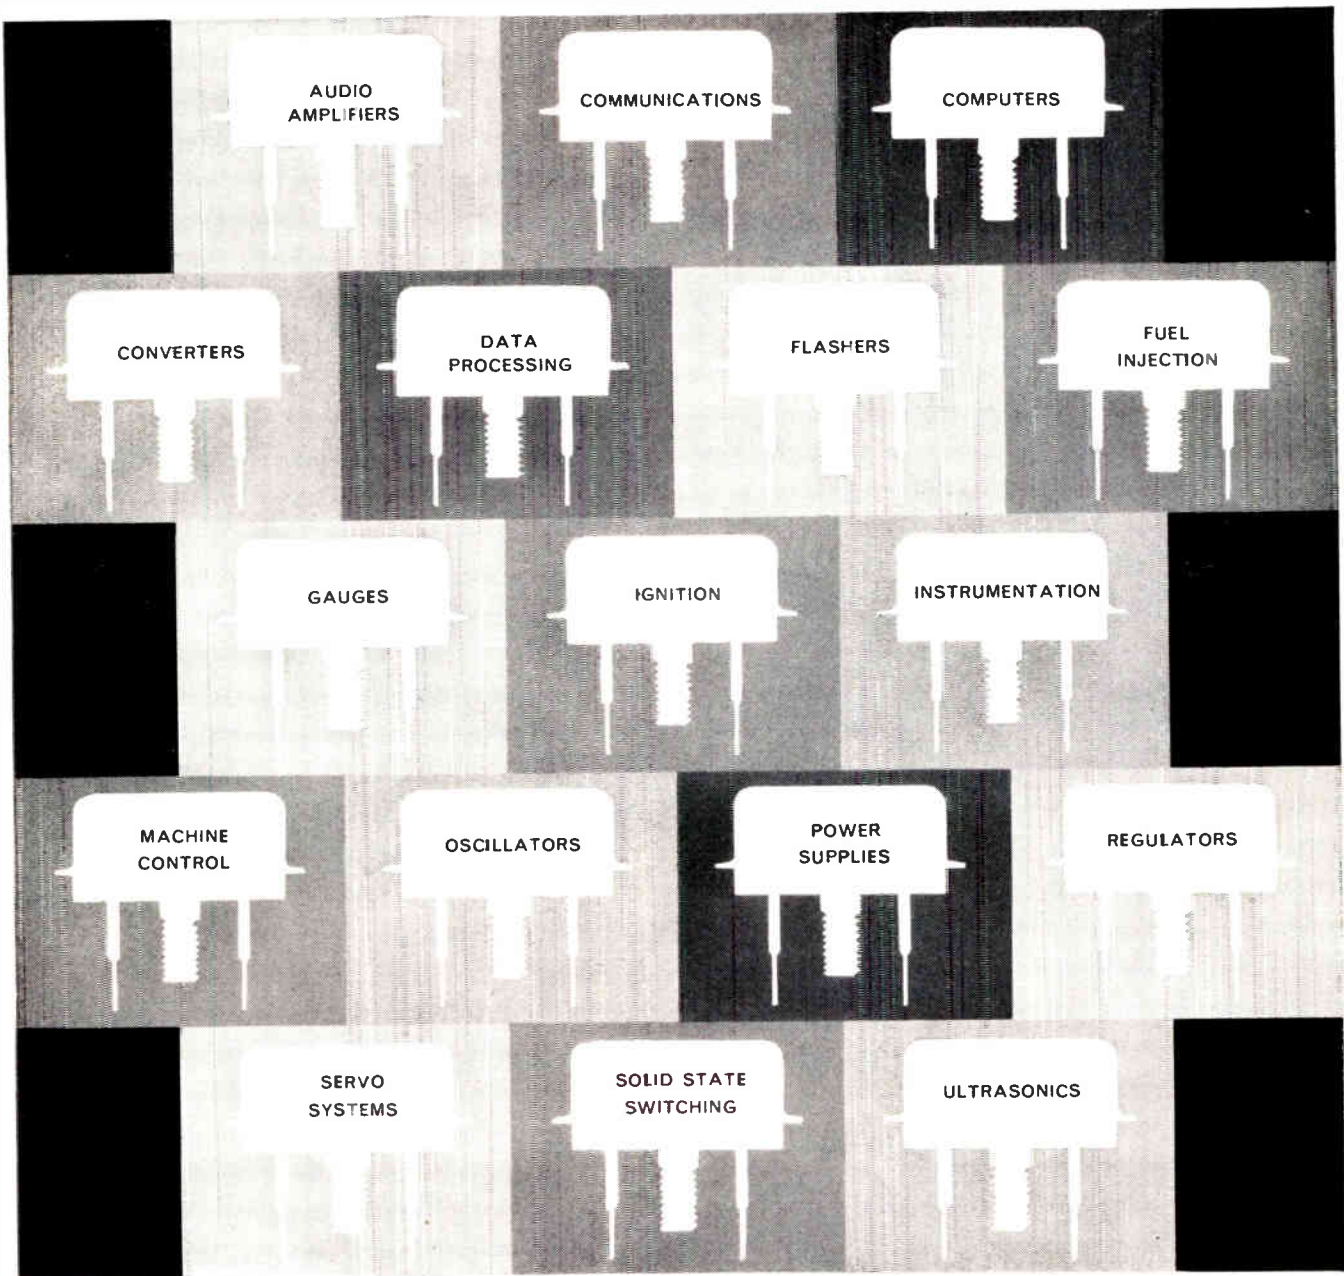 AUDIO
AMPLIFIERS
COMMUNICATIONS
COMPUTERS
CONVERTERS
DATA
PROCESSING
FLASHERS
FUEL
INJECTION
GAUGES
IGNITION
INSTRUMENTATION
MACHINE
CONTROL
OSCILLATORS
POWER
SUPPLIES
REGULATORS
SERVO
SYSTEMS
SOLID STATE
SWITCHING
ULTRASONICS